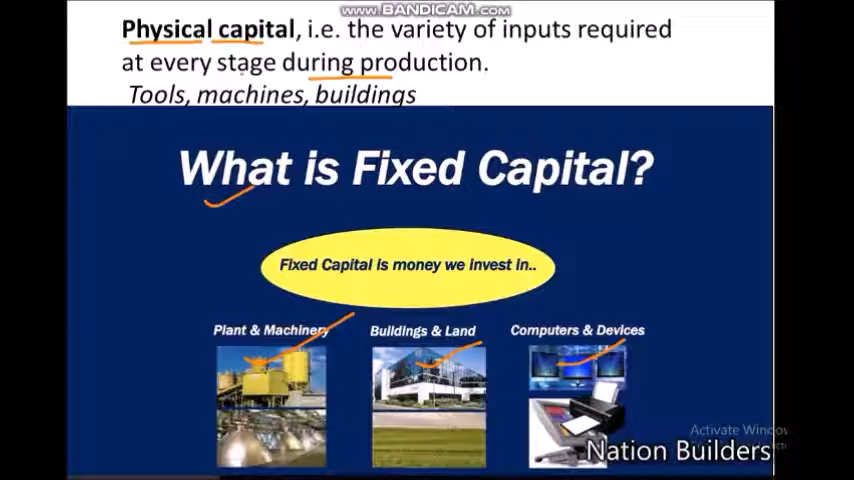 www.BANDICAM.com
Physical capital, i.e. the variety of inputs required
at every stage during production.
Tools, machines, buildings
What is Fixed Capital?
Fixed Capital is money we invest in..
Plant & Machinery
Buildings & Land
Computers & Devices
Activate Windo
Nation Builders